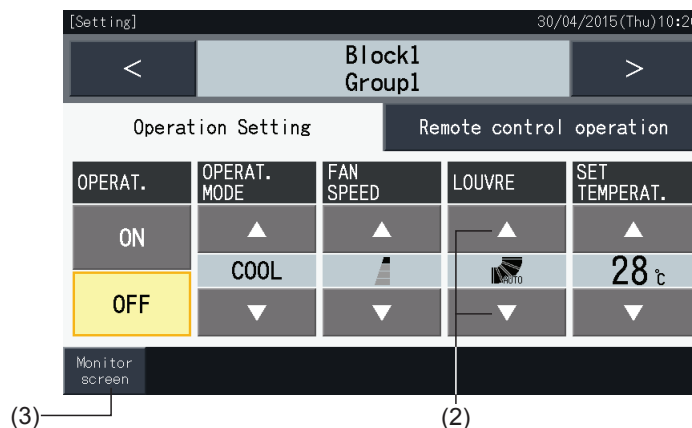 [Setting]
30/04/2015(Thu)10:20
<
Block1
Group1
>
Operation Setting
Remote control operation
OPERAT.
OPERAT.
MODE
FAN
SPEED
LOUVRE
SET
TEMPERAT.
ON
OFF
COOL
AUTO
28℃
Monitor
screen
(3)
(2)